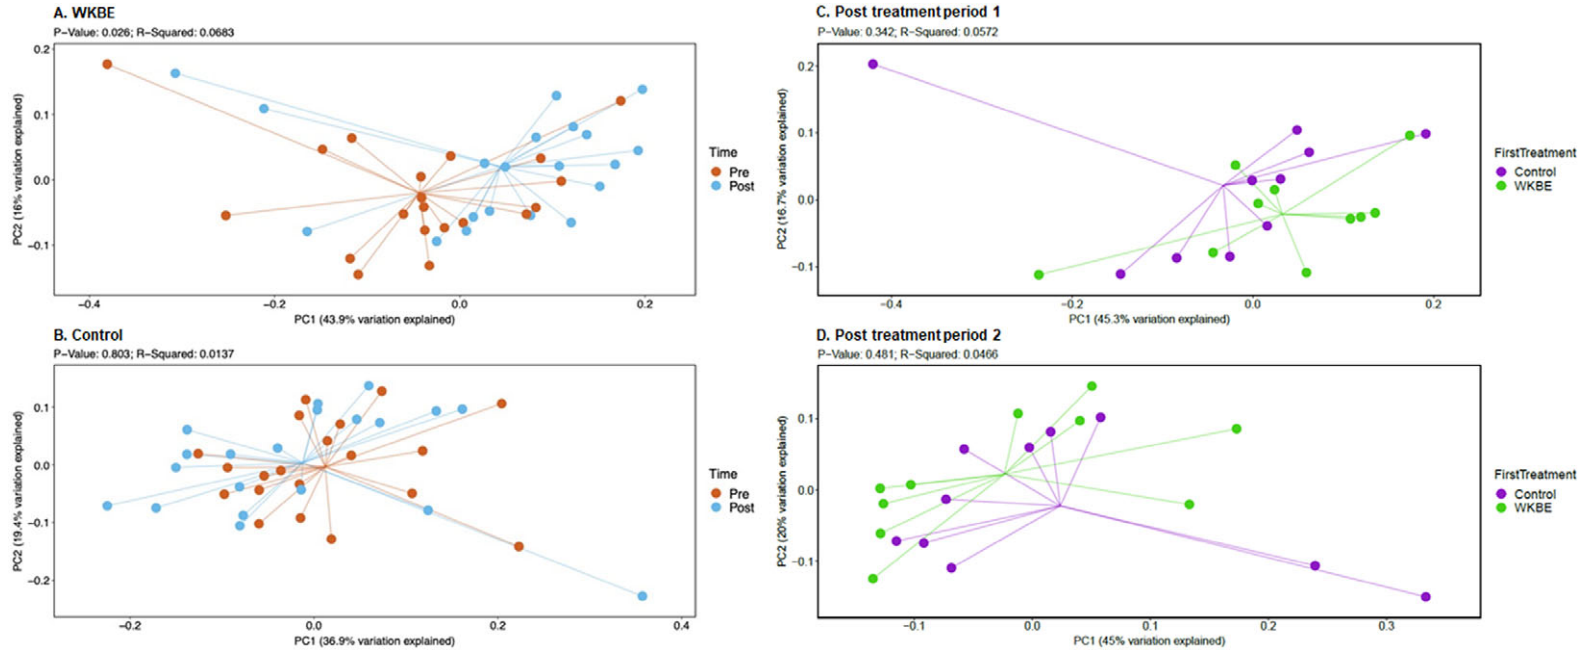 A. WKBE
P-Value: 0.026; R-Squared: 0.0683
0.2
0.1
0.0
-0.1
PC2 (16% variation explained)
-0.4
-0.2
0.0
0.2
PC1 (43.9% variation explained)
Time
Pre
Post
B. Control
P-Value: 0.803; R-Squared: 0.0137
0.1
0.0
-0.1
-0.2
PC2 (19.4% variation explained)
-0.2
0.0
0.2
0.4
PC1 (36.9% variation explained)
Time
Pre
Post
C. Post treatment period 1
P-Value: 0.342; R-Squared: 0.0572
0.2
0.1
0.0
-0.1
PC2 (16.7% variation explained)
-0.4
-0.2
0.0
0.2
PC1 (45.3% variation explained)
FirstTreatment
Control
WKBE
D. Post treatment period 2
P-Value: 0.481; R-Squared: 0.0466
0.1
0.0
-0.1
PC2 (20% variation explained)
-0.1
0.0
0.1
0.2
0.3
PC1 (45% variation explained)
FirstTreatment
Control
WKBE